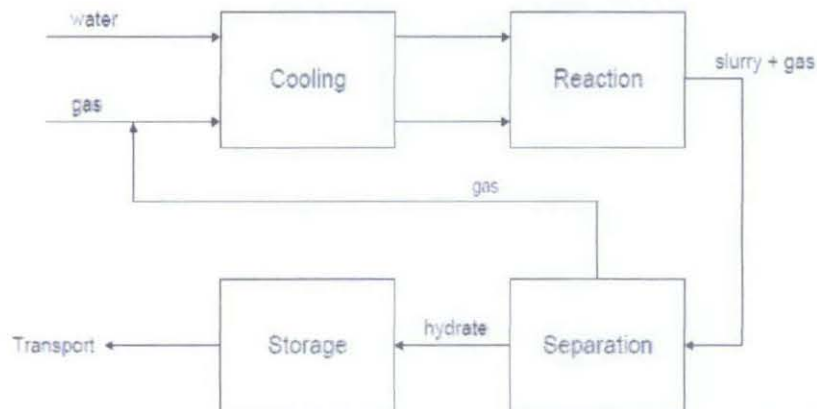 water
Cooling
Reaction
slurry + gas
gas
gas
Transport
Storage
hydrate
Separation